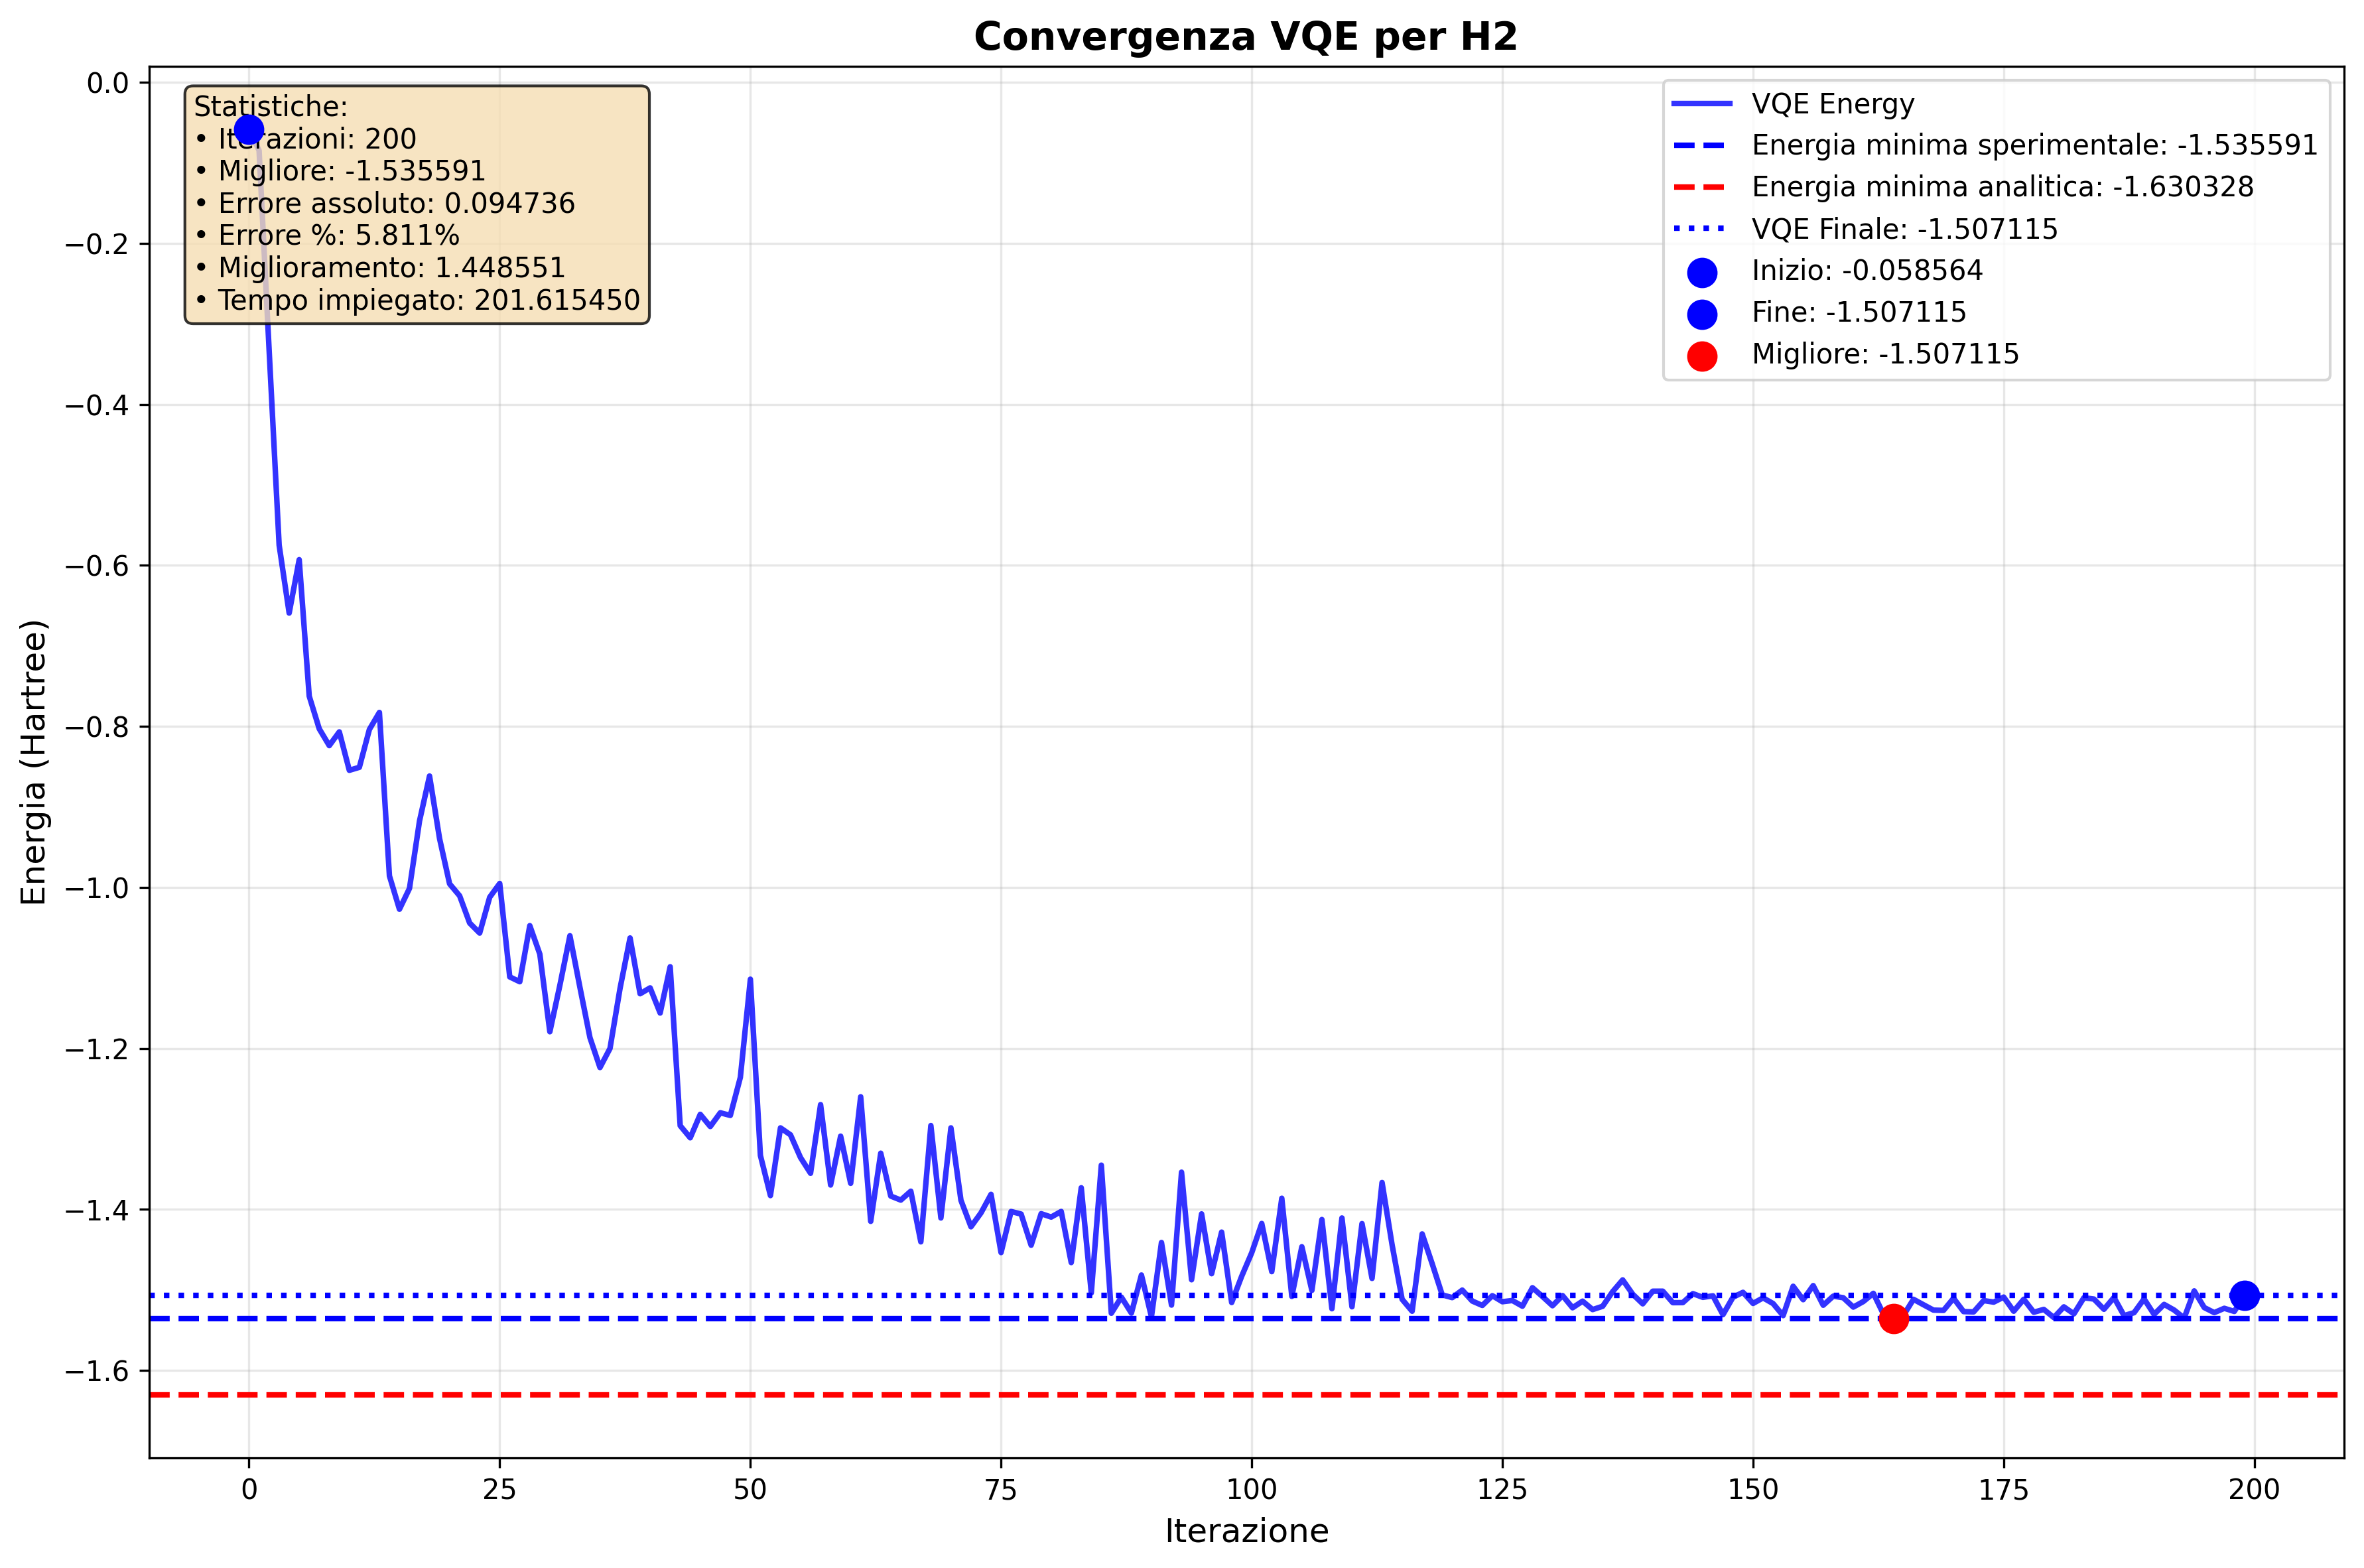 Convergenza VQE per H2
Statistiche:
• Iterazioni: 200
• Migliore: -1.535591
• Errore assoluto: 0.094736
• Errore %: 5.811%
• Miglioramento: 1.448551
• Tempo impiegato: 201.615450
VQE Energy
Energia minima sperimentale: -1.535591
Energia minima analitica: -1.630328
VQE Finale: -1.507115
Inizio: -0.058564
Fine: -1.507115
Migliore: -1.507115
Energia (Hartree)
0.0
−0.2
−0.4
−0.6
−0.8
−1.0
−1.2
−1.4
−1.6
0 25 50 75 100 125 150 175 200
Iterazione